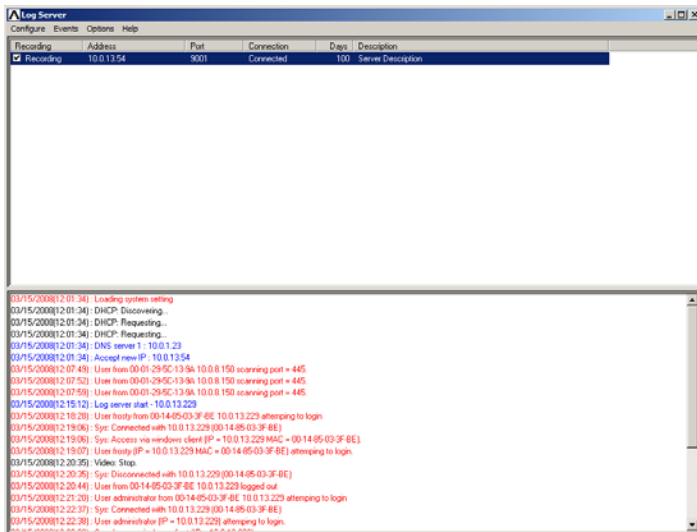 Log Server
Configure Events Options Help
Recording Address Port Connection Days Description
Recording 10.0.13.54 9001 Connected 100 Server Description
03/15/2008(12:01:34) : Loading system setting
03/15/2008(12:01:34) : DHCP: Discovering...
03/15/2008(12:01:34) : DHCP: Requesting...
03/15/2008(12:01:34) : DHCP: Requesting...
03/15/2008(12:01:34) : DNS server 1 : 10.0.1.23
03/15/2008(12:01:34) : Accept new IP : 10.0.13.54
03/15/2008(12:07:49) : User from 00-01-29-5C-13-9A 10.0.8.150 scanning port = 445.
03/15/2008(12:07:52) : User from 00-01-29-5C-13-9A 10.0.8.150 scanning port = 445.
03/15/2008(12:07:59) : User from 00-01-29-5C-13-9A 10.0.8.150 scanning port = 445.
03/15/2008(12:15:12) : Log server start - 10.0.13.229
03/15/2008(12:18:28) : User frosty from 00-14-85-03-3F-BE 10.0.13.229 attemping to login
03/15/2008(12:19:06) : Sys: Connected with 10.0.13.229 (00-14-85-03-3F-BE)
03/15/2008(12:19:06) : Sys: Access via windows client (IP = 10.0.13.229 MAC = 00-14-85-03-3F-BE).
03/15/2008(12:19:07) : User frosty (IP = 10.0.13.229 MAC = 00-14-85-03-3F-BE) attemping to login.
03/15/2008(12:20:35) : Video: Stop.
03/15/2008(12:20:35) : Sys: Disconnected with 10.0.13.229 (00-14-85-03-3F-BE)
03/15/2008(12:20:44) : User from 00-14-85-03-3F-BE 10.0.13.229 logged out
03/15/2008(12:21:20) : User administrator from 00-14-85-03-3F-BE 10.0.13.229 attemping to login
03/15/2008(12:22:37) : Sys: Connected with 10.0.13.229 (00-14-85-03-3F-BE)
03/15/2008(12:22:38) : User administrator (IP = 10.0.13.229) attemping to login.